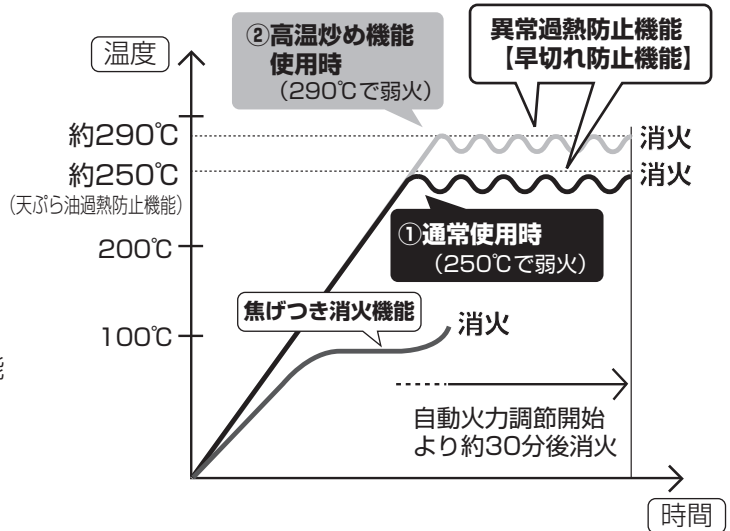 温度
②高温炒め機能
使用時
(290℃で弱火)
異常過熱防止機能
【早切れ防止機能】
約290℃
消火
約250℃
消火
(天ぷら油過熱防止機能)
①通常使用時
(250℃で弱火)
200℃
焦げつき消火機能
消火
100℃
能
自動火力調節開始
より約30分後消火
時間